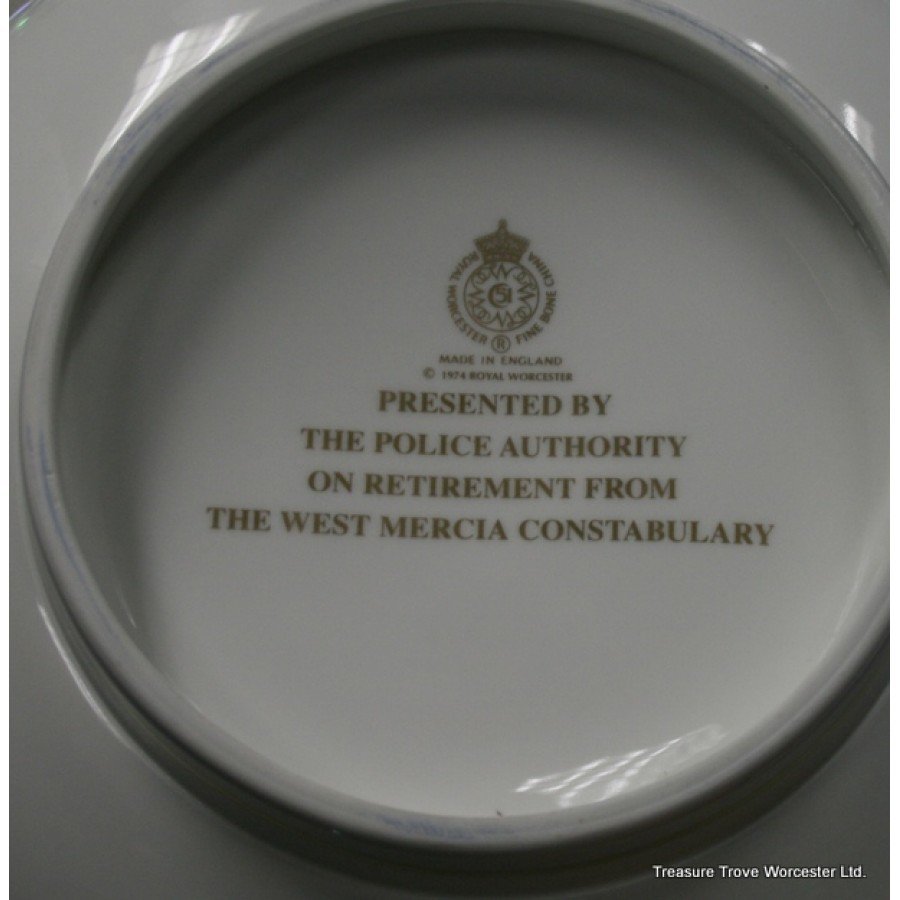 ROYAL WORCESTER FINE BONE CHINA
51
®
MADE IN ENGLAND
© 1974 ROYAL WORCESTER
PRESENTED BY
THE POLICE AUTHORITY
ON RETIREMENT FROM
THE WEST MERCIA CONSTABULARY
Treasure Trove Worcester Ltd.